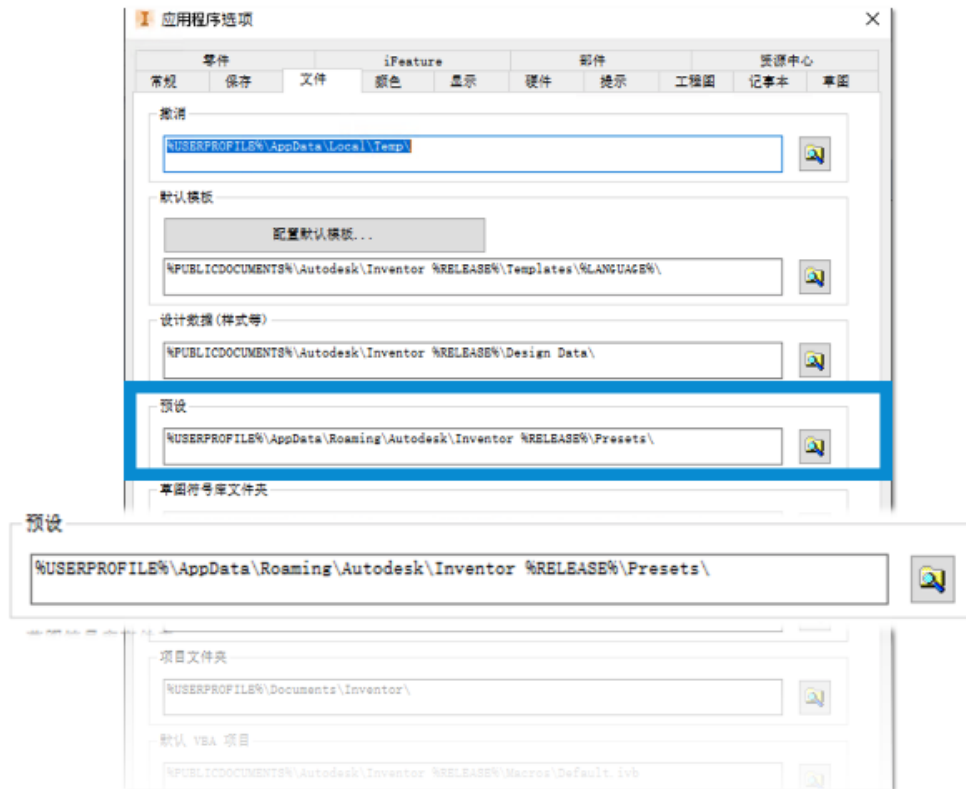 应用程序选项
零件 iFeature 部件 资源中心
常规 保存 文件 颜色 显示 硬件 提示 工程图 记事本 草图
撤消
%USERPROFILE%\AppData\Local\Temp\
默认模板
配置默认模板...
%PUBLICDOCUMENTS%\Autodesk\Inventor %RELEASE%\Templates\%LANGUAGE%\
设计数据(样式等)
%PUBLICDOCUMENTS%\Autodesk\Inventor %RELEASE%\Design Data\
预设
%USERPROFILE%\AppData\Roaming\Autodesk\Inventor %RELEASE%\Presets\
草图符号库文件夹
预设
%USERPROFILE%\AppData\Roaming\Autodesk\Inventor %RELEASE%\Presets\
项目文件夹
%USERPROFILE%\Documents\Inventor\
默认 VBA 项目
%PUBLICDOCUMENTS%\Autodesk\Inventor %RELEASE%\Macros\Default.ivb